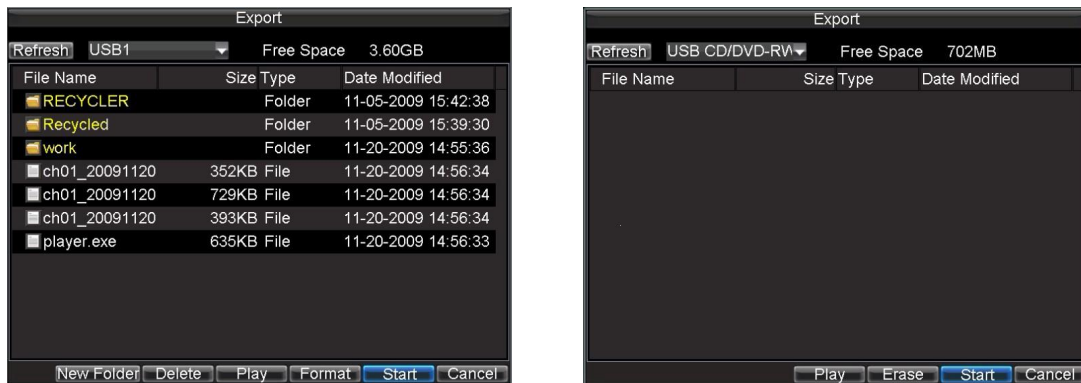 Export
Refresh USB1 Free Space 3.60GB
File Name Size Type Date Modified
RECYCLER Folder 11-05-2009 15:42:38
Recycled Folder 11-05-2009 15:39:30
work Folder 11-20-2009 14:55:36
ch01_20091120 352KB File 11-20-2009 14:56:34
ch01_20091120 729KB File 11-20-2009 14:56:34
ch01_20091120 393KB File 11-20-2009 14:56:34
player.exe 635KB File 11-20-2009 14:56:33
New Folder Delete Play Format Start Cancel
Export
Refresh USB CD/DVD-RW Free Space 702MB
File Name Size Type Date Modified
Play Erase Start Cancel